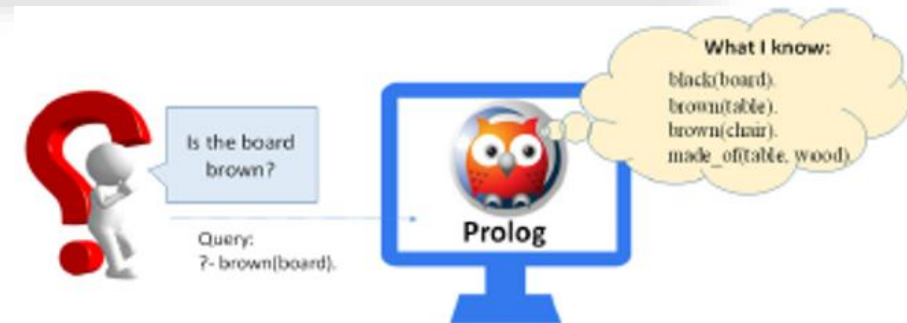 What I know:
black(board).
brown(table).
brown(chair).
made_of(table, wood).
Is the board
brown?
Query:
?- brown(board).
Prolog